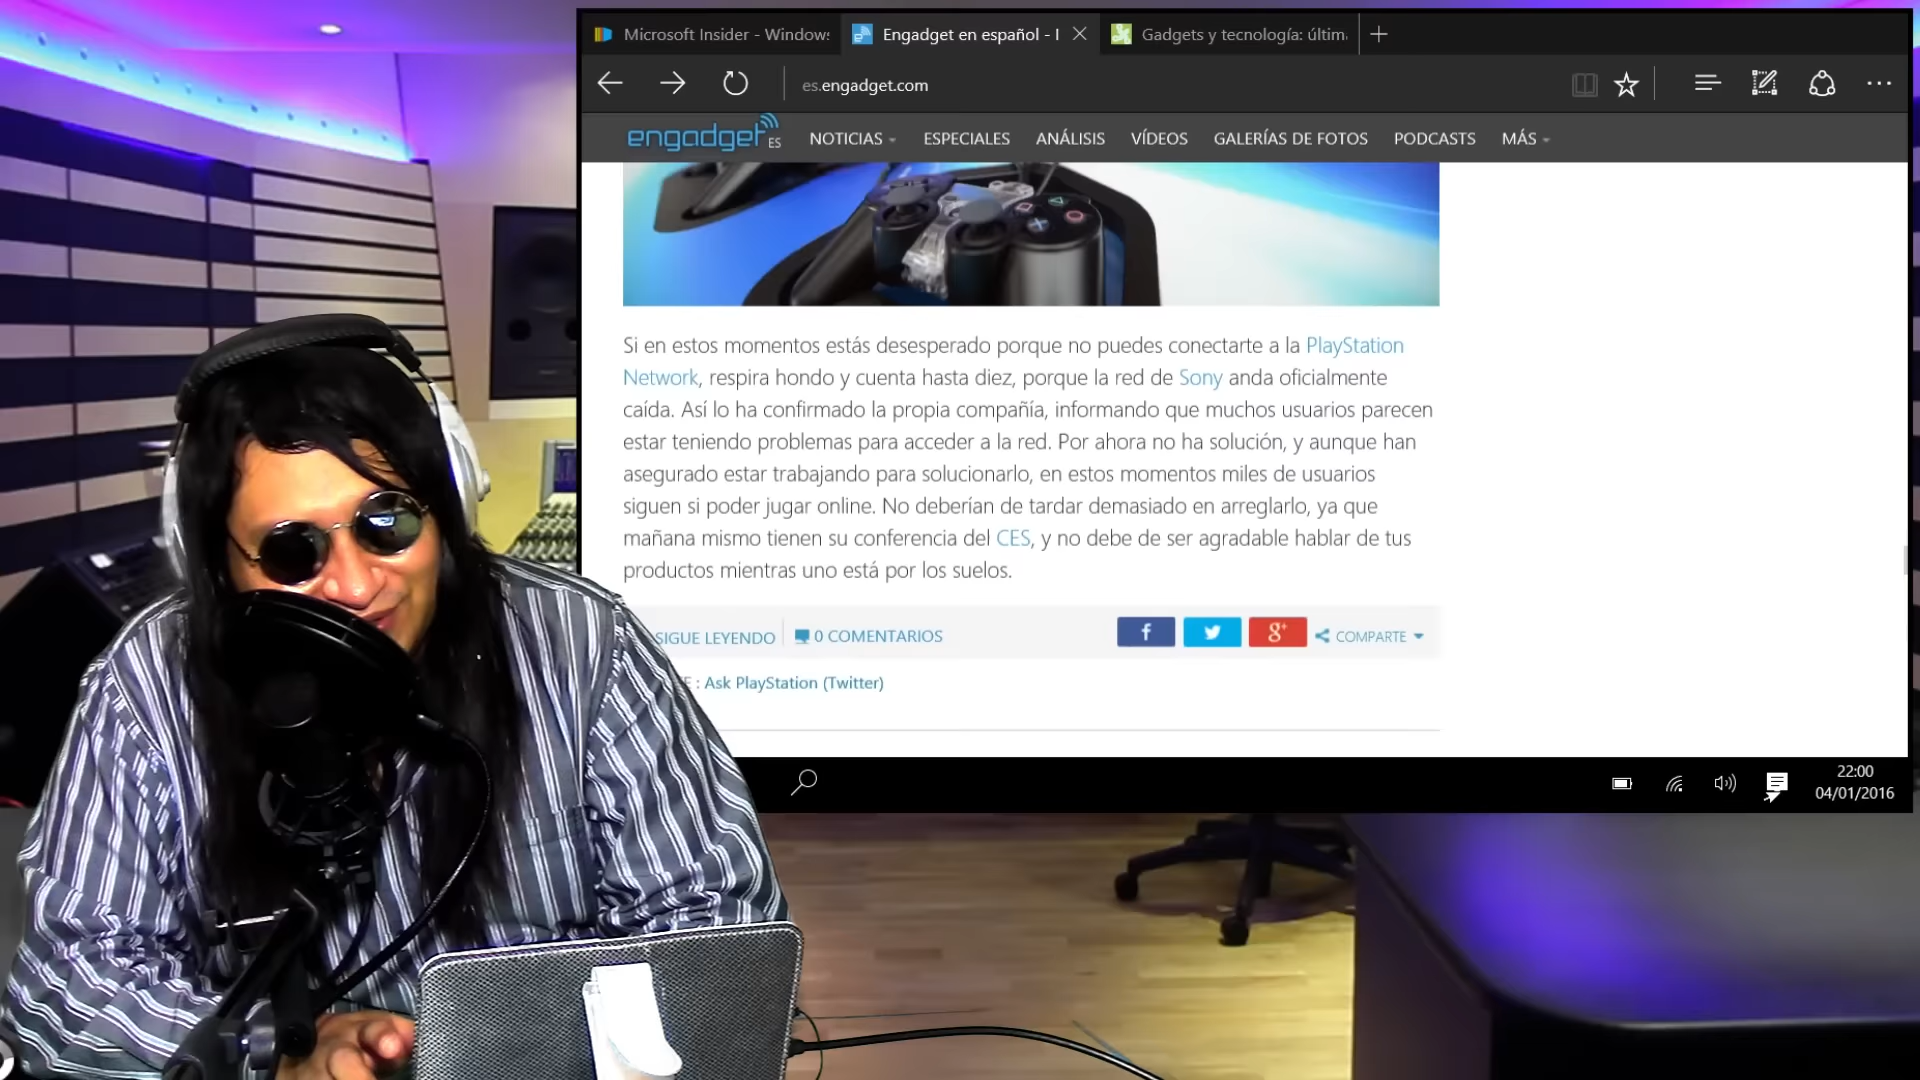 Microsoft Insider - Windows
Engadget en español - I
Gadgets y tecnología: últim
es.engadget.com
engadget ES
NOTICIAS
ESPECIALES
ANÁLISIS
VÍDEOS
GALERÍAS DE FOTOS
PODCASTS
MÁS
Si en estos momentos estás desesperado porque no puedes conectarte a la PlayStation
Network, respira hondo y cuenta hasta diez, porque la red de Sony anda oficialmente
caída. Así lo ha confirmado la propia compañía, informando que muchos usuarios parecen
estar teniendo problemas para acceder a la red. Por ahora no ha solución, y aunque han
asegurado estar trabajando para solucionarlo, en estos momentos miles de usuarios
siguen si poder jugar online. No deberían de tardar demasiado en arreglarlo, ya que
mañana mismo tienen su conferencia del CES, y no debe de ser agradable hablar de tus
productos mientras uno está por los suelos.
SIGUE LEYENDO
0 COMENTARIOS
f
g+
COMPARTE
E : Ask PlayStation (Twitter)
22:00
04/01/2016